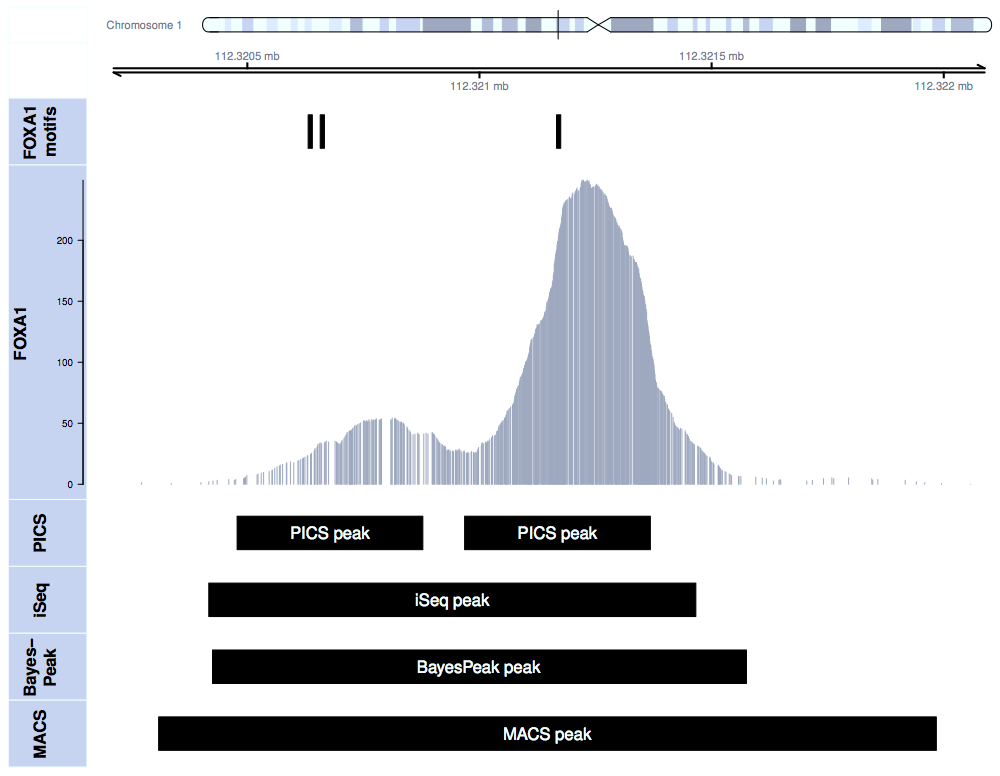 Chromosome 1
112.3205 mb
112.3215 mb
112.321 mb
112.322 mb
FOXA1
motifs
FOXA1
200
150
100
50
0
PICS
PICS peak
PICS peak
iSeq
iSeq peak
Bayes−
Peak
BayesPeak peak
MACS
MACS peak